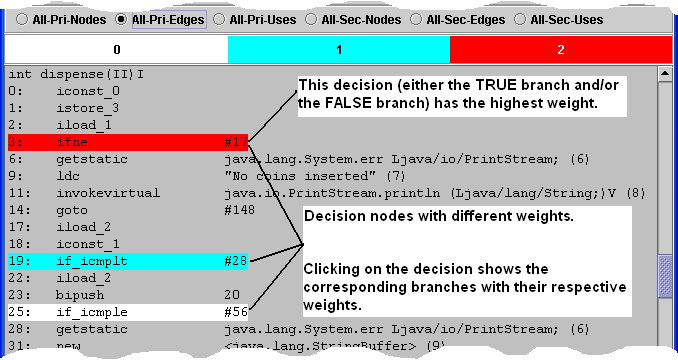 All-Pri-Nodes All-Pri-Edges All-Pri-Uses All-Sec-Nodes All-Sec-Edges All-Sec-Uses
0 1 2
int dispense(II)I
0: iconst_0
1: istore_3
2: iload_1
3: ifne #17
6: getstatic java.lang.System.err Ljava/io/PrintStream; (6)
9: ldc "No coins inserted" (7)
11: invokevirtual java.io.PrintStream.println (Ljava/lang/String;)V (8)
14: goto #148
17: iload_2
18: iconst_1
19: if_icmplt #28
22: iload_2
23: bipush 20
25: if_icmple #56
28: getstatic java.lang.System.err Ljava/io/PrintStream; (6)
31: new <java.lang.StringBuffer> (9)
This decision (either the TRUE branch and/or
the FALSE branch) has the highest weight.
Decision nodes with different weights.
Clicking on the decision shows the
corresponding branches with their respective
weights.